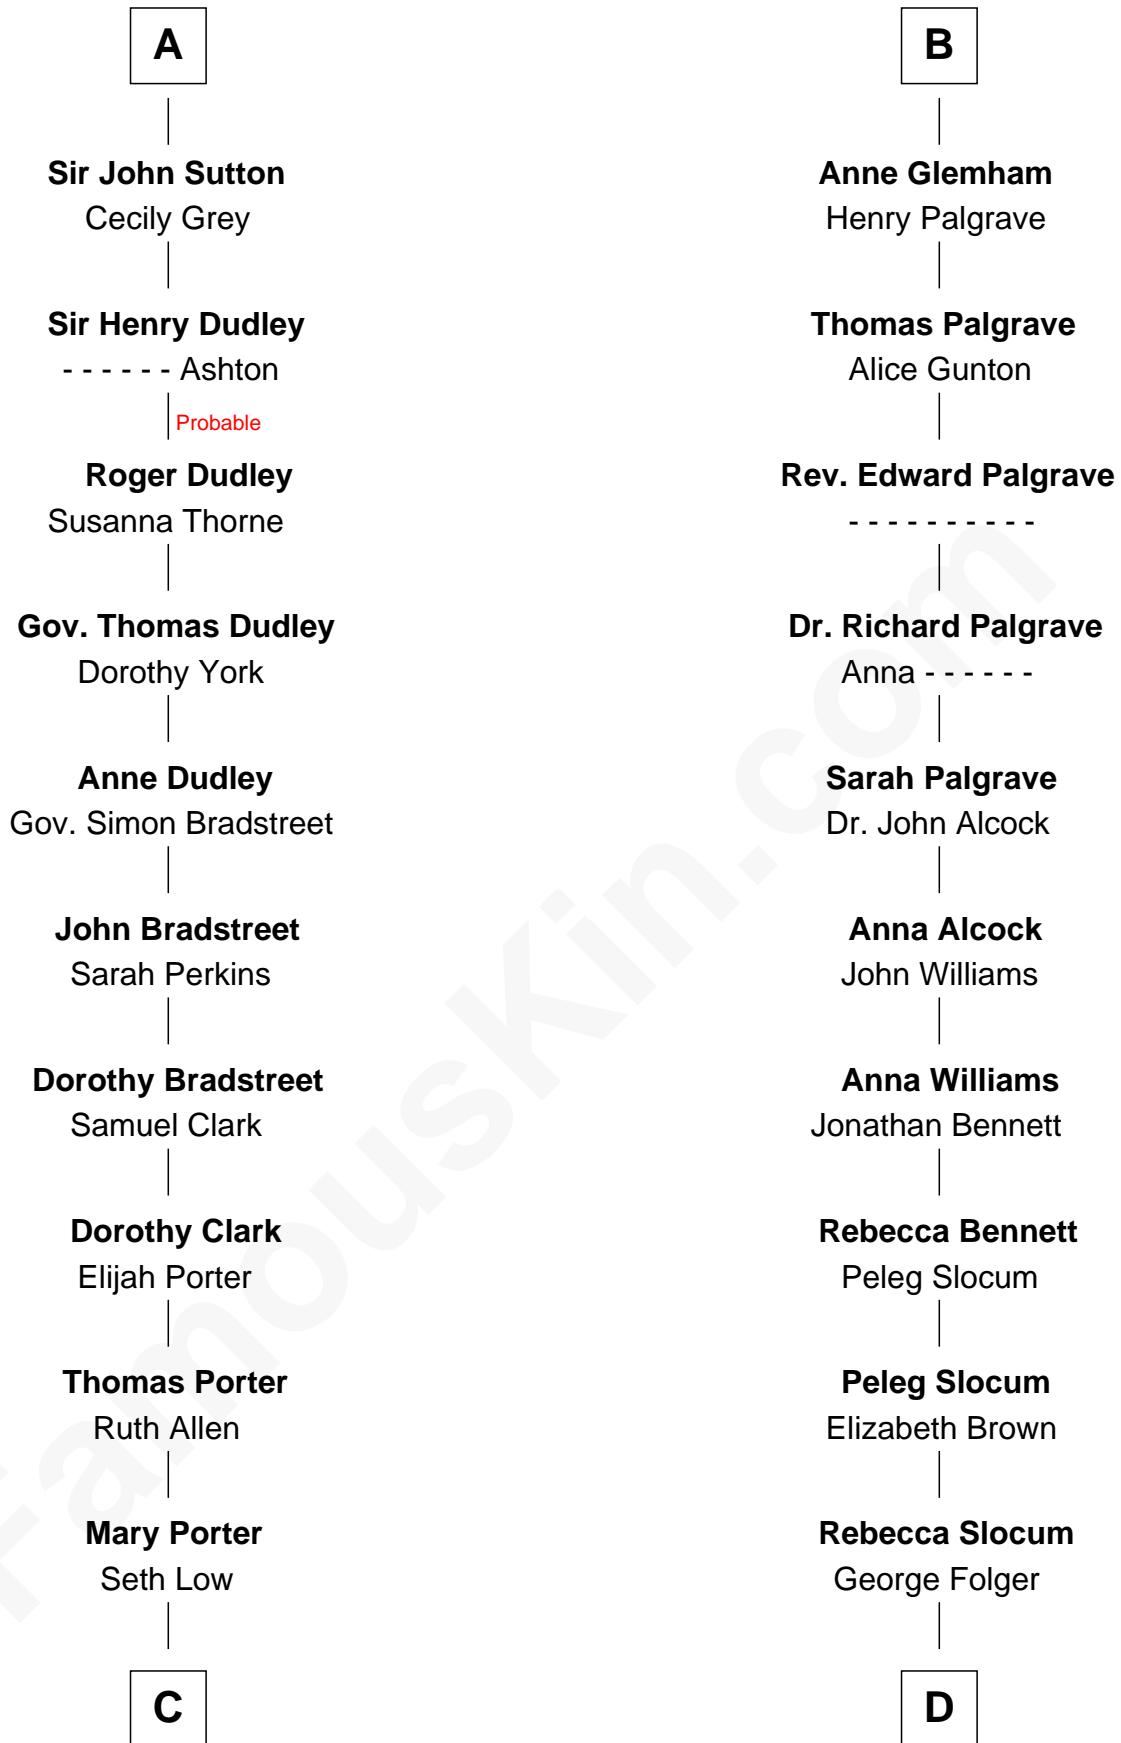 A
Sir John Sutton
Cecily Grey
Sir Henry Dudley
- - - - - - Ashton
Probable
Roger Dudley
Susanna Thorne
Gov. Thomas Dudley
Dorothy York
Anne Dudley
Gov. Simon Bradstreet
John Bradstreet
Sarah Perkins
Dorothy Bradstreet
Samuel Clark
Dorothy Clark
Elijah Porter
Thomas Porter
Ruth Allen
Mary Porter
Seth Low
C
B
Anne Glemham
Henry Palgrave
Thomas Palgrave
Alice Gunton
Rev. Edward Palgrave
- - - - - - - - - -
Dr. Richard Palgrave
Anna - - - - - -
Sarah Palgrave
Dr. John Alcock
Anna Alcock
John Williams
Anna Williams
Jonathan Bennett
Rebecca Bennett
Peleg Slocum
Peleg Slocum
Elizabeth Brown
Rebecca Slocum
George Folger
D
FamousKin.com